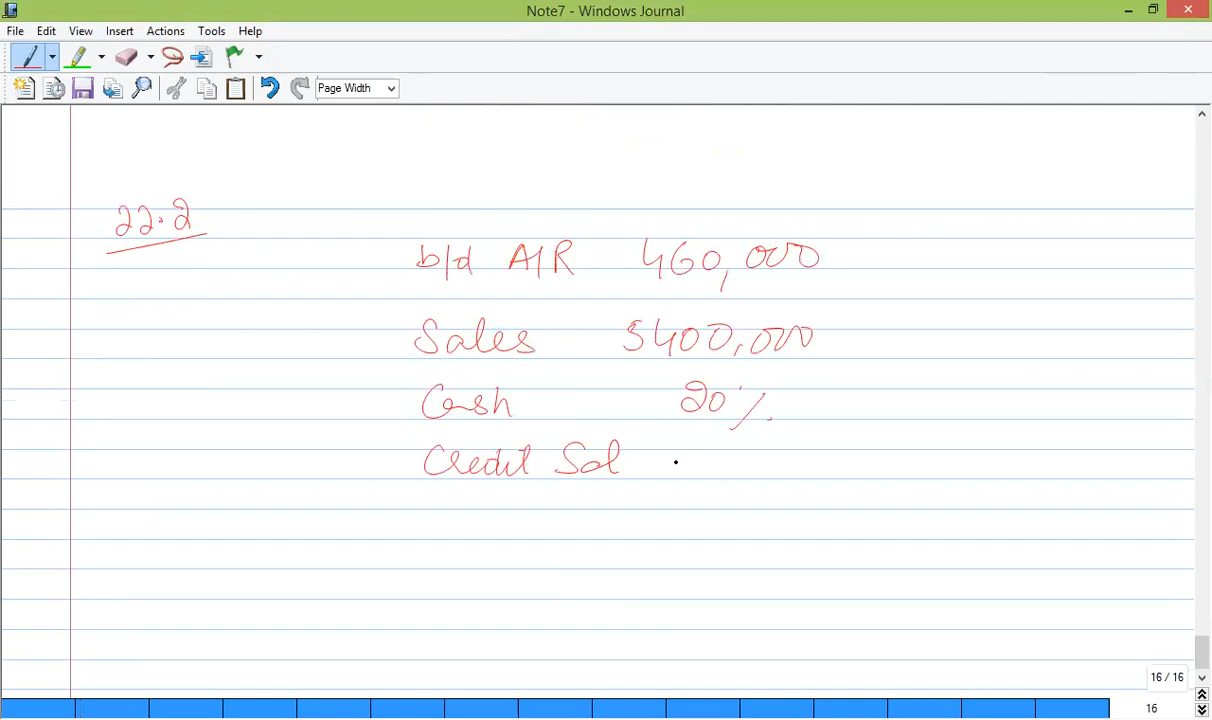 Note7 - Windows Journal
File Edit View Insert Actions Tools Help
Page Width
22.2
b/d A/R 460,000
Sales 5400,000
Cash 20%
Credit Sal
16 / 16
16